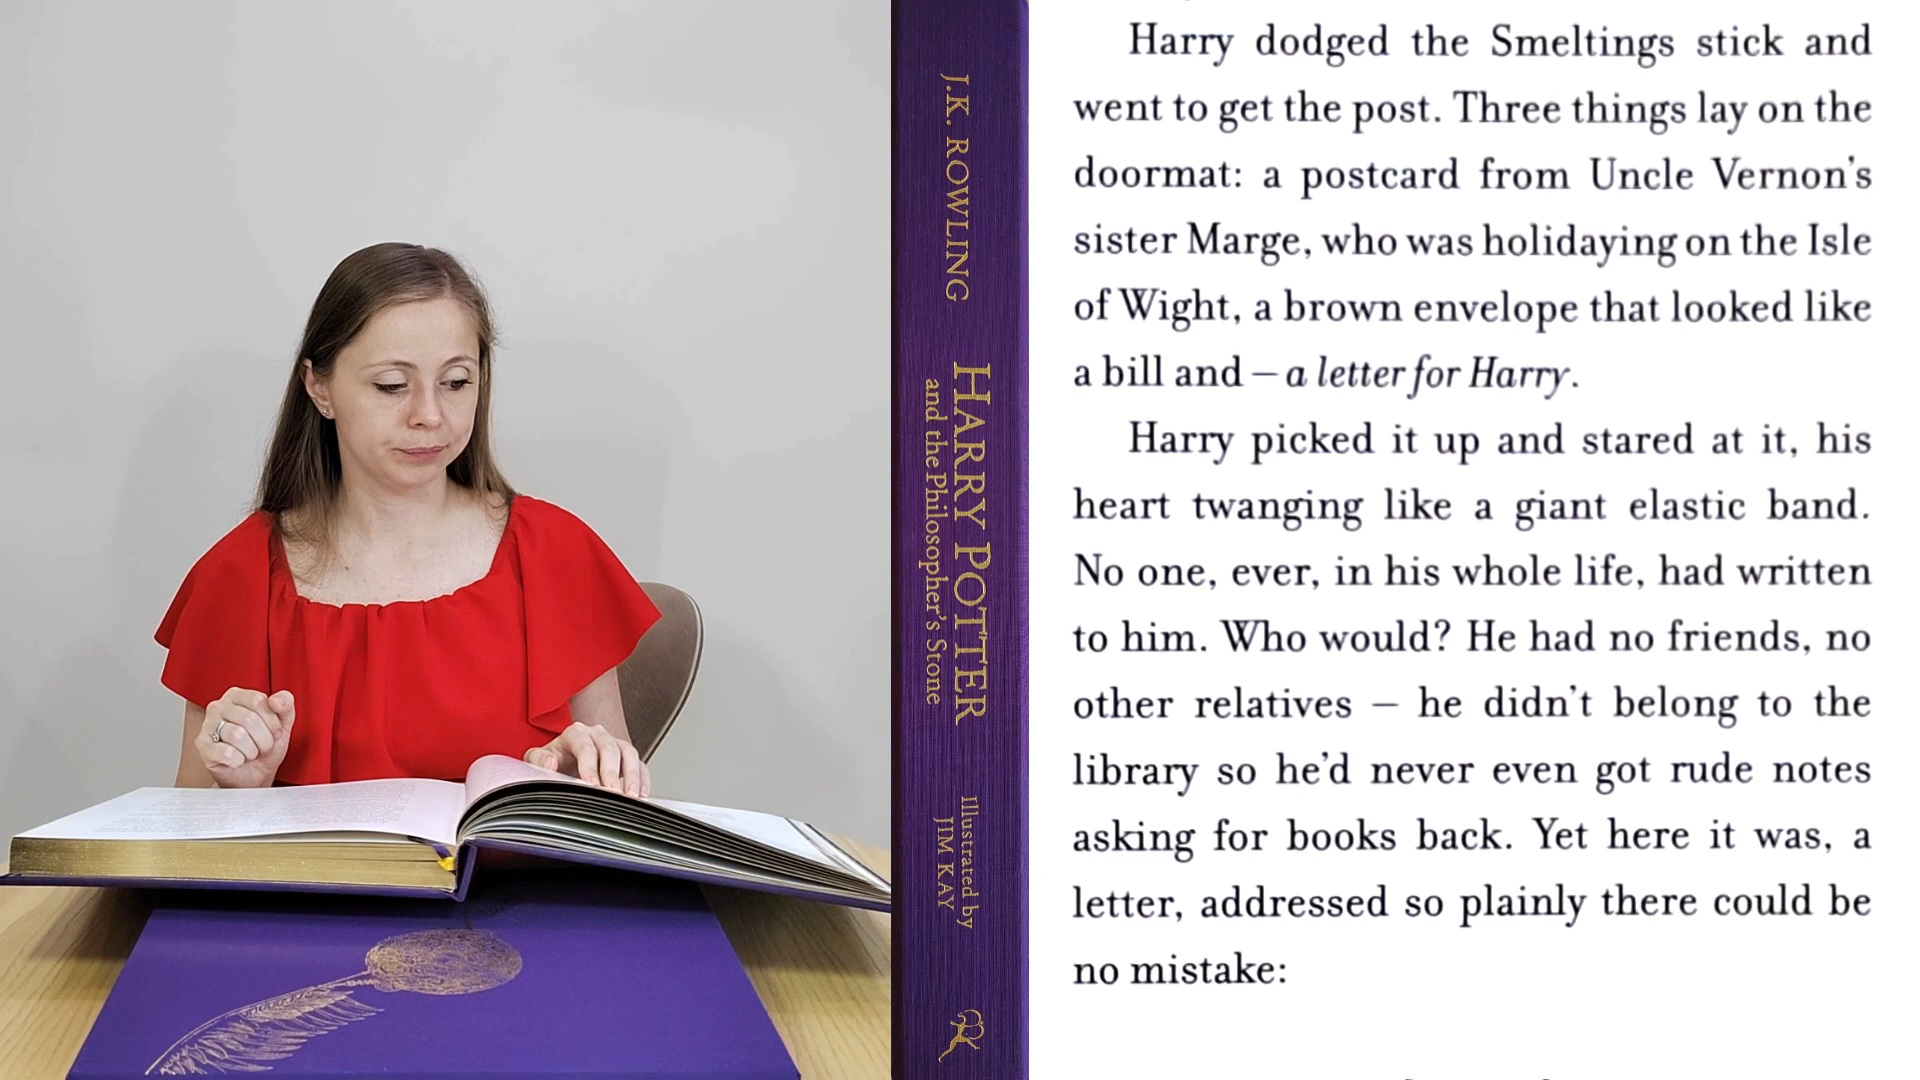 J.K. ROWLING
HARRY POTTER
and the Philosopher's Stone
Illustrated by
JIM KAY
Harry dodged the Smeltings stick and
went to get the post. Three things lay on the
doormat: a postcard from Uncle Vernon's
sister Marge, who was holidaying on the Isle
of Wight, a brown envelope that looked like
a bill and – a letter for Harry.
Harry picked it up and stared at it, his
heart twanging like a giant elastic band.
No one, ever, in his whole life, had written
to him. Who would? He had no friends, no
other relatives – he didn't belong to the
library so he'd never even got rude notes
asking for books back. Yet here it was, a
letter, addressed so plainly there could be
no mistake: